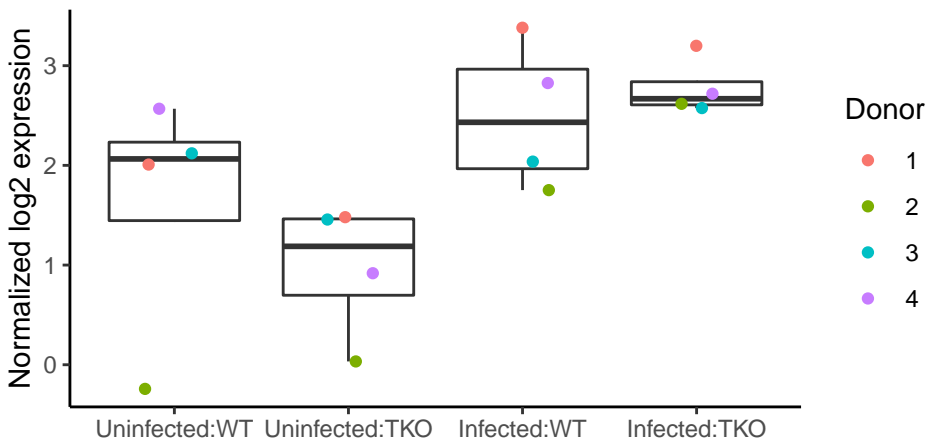 Normalized log2 expression
3
2
1
0
Uninfected:WT Uninfected:TKO Infected:WT Infected:TKO
Donor
1
2
3
4